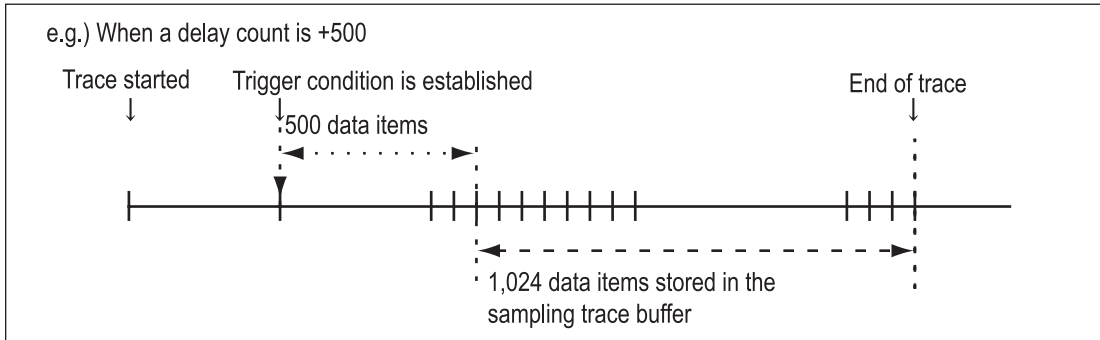 e.g.) When a delay count is +500
Trace started
Trigger condition is established
End of trace
500 data items
1,024 data items stored in the
sampling trace buffer